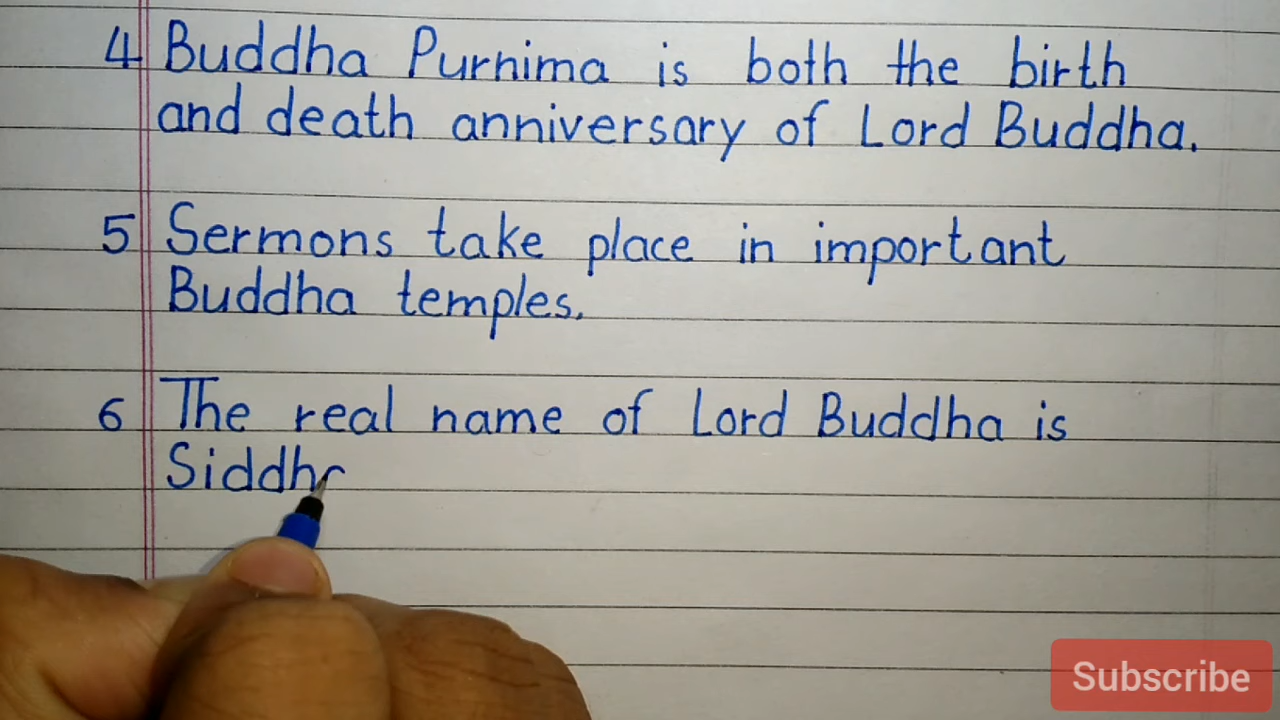 4 Buddha Purnima is both the birth
and death anniversary of Lord Buddha.
5 Sermons take place in important
Buddha temples.
6 The real name of Lord Buddha is
Siddh
Subscribe